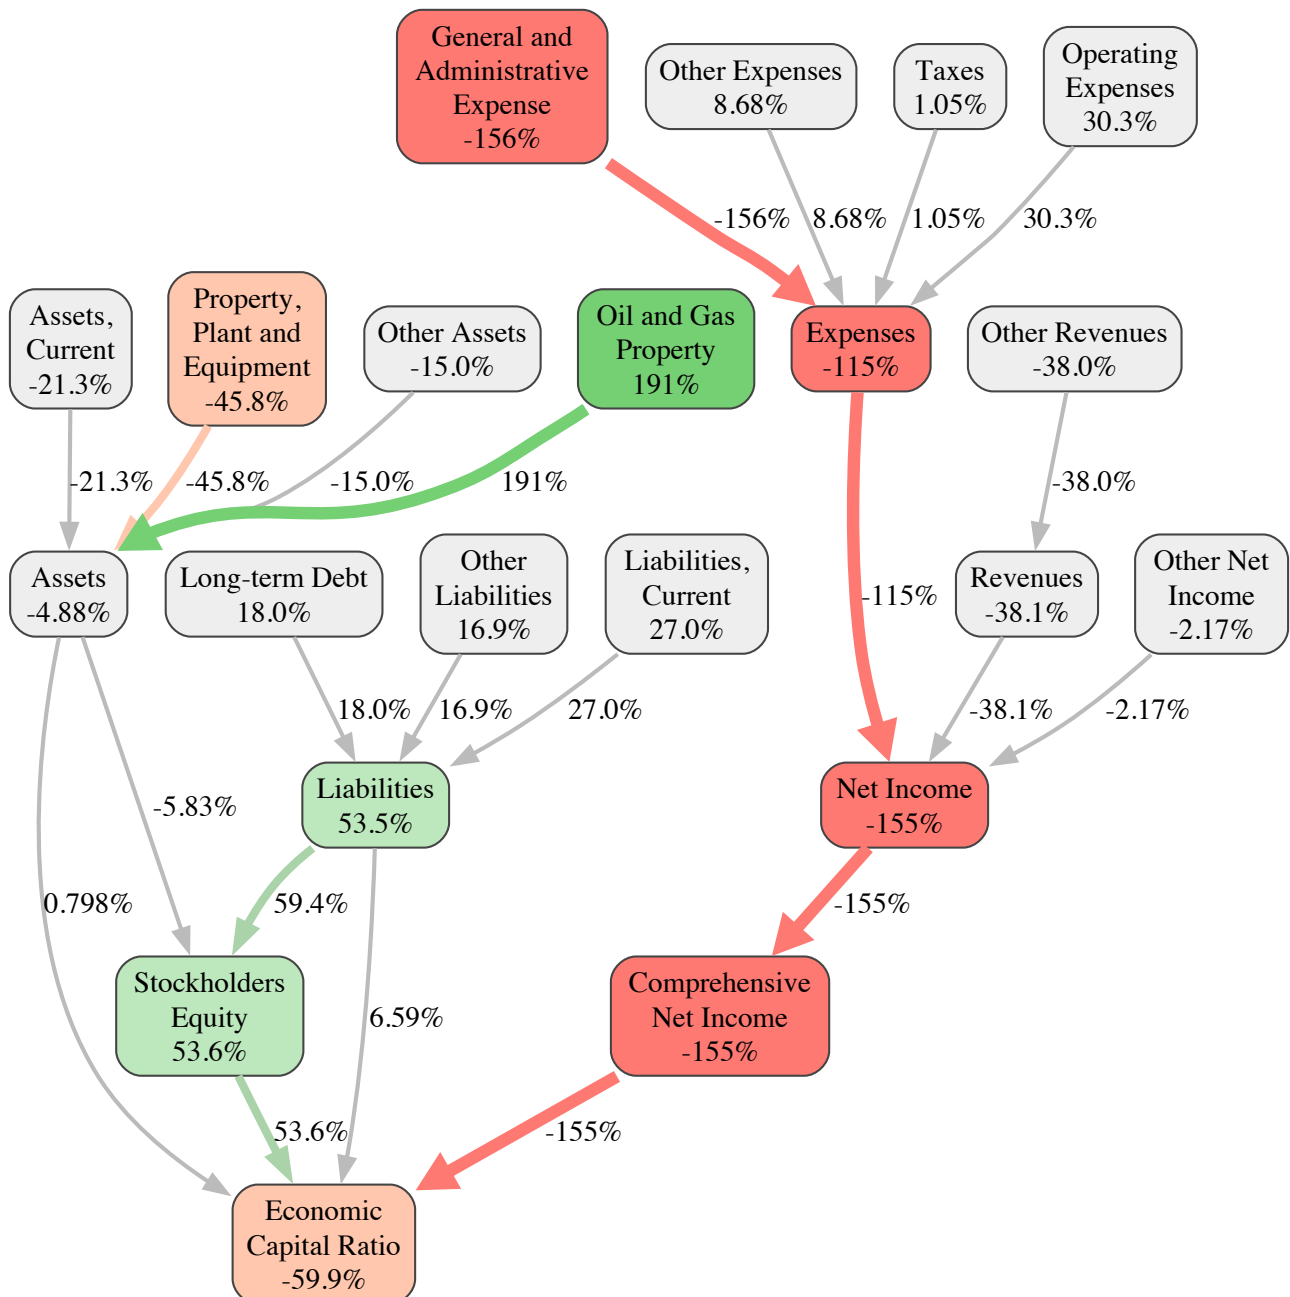 General and
Administrative
Expense
-156%
Other Expenses
8.68%
Taxes
1.05%
Operating
Expenses
30.3%
-156%
8.68%
1.05%
30.3%
Assets,
Current
-21.3%
Property,
Plant and
Equipment
-45.8%
Other Assets
-15.0%
Oil and Gas
Property
191%
Expenses
-115%
Other Revenues
-38.0%
-21.3%
-45.8%
-15.0%
191%
-38.0%
Assets
-4.88%
Long-term Debt
18.0%
Other
Liabilities
16.9%
Liabilities,
Current
27.0%
-115%
Revenues
-38.1%
Other Net
Income
-2.17%
18.0%
16.9%
27.0%
-38.1%
-2.17%
-5.83%
Liabilities
53.5%
Net Income
-155%
0.798%
59.4%
-155%
Stockholders
Equity
53.6%
6.59%
Comprehensive
Net Income
-155%
53.6%
-155%
Economic
Capital Ratio
-59.9%